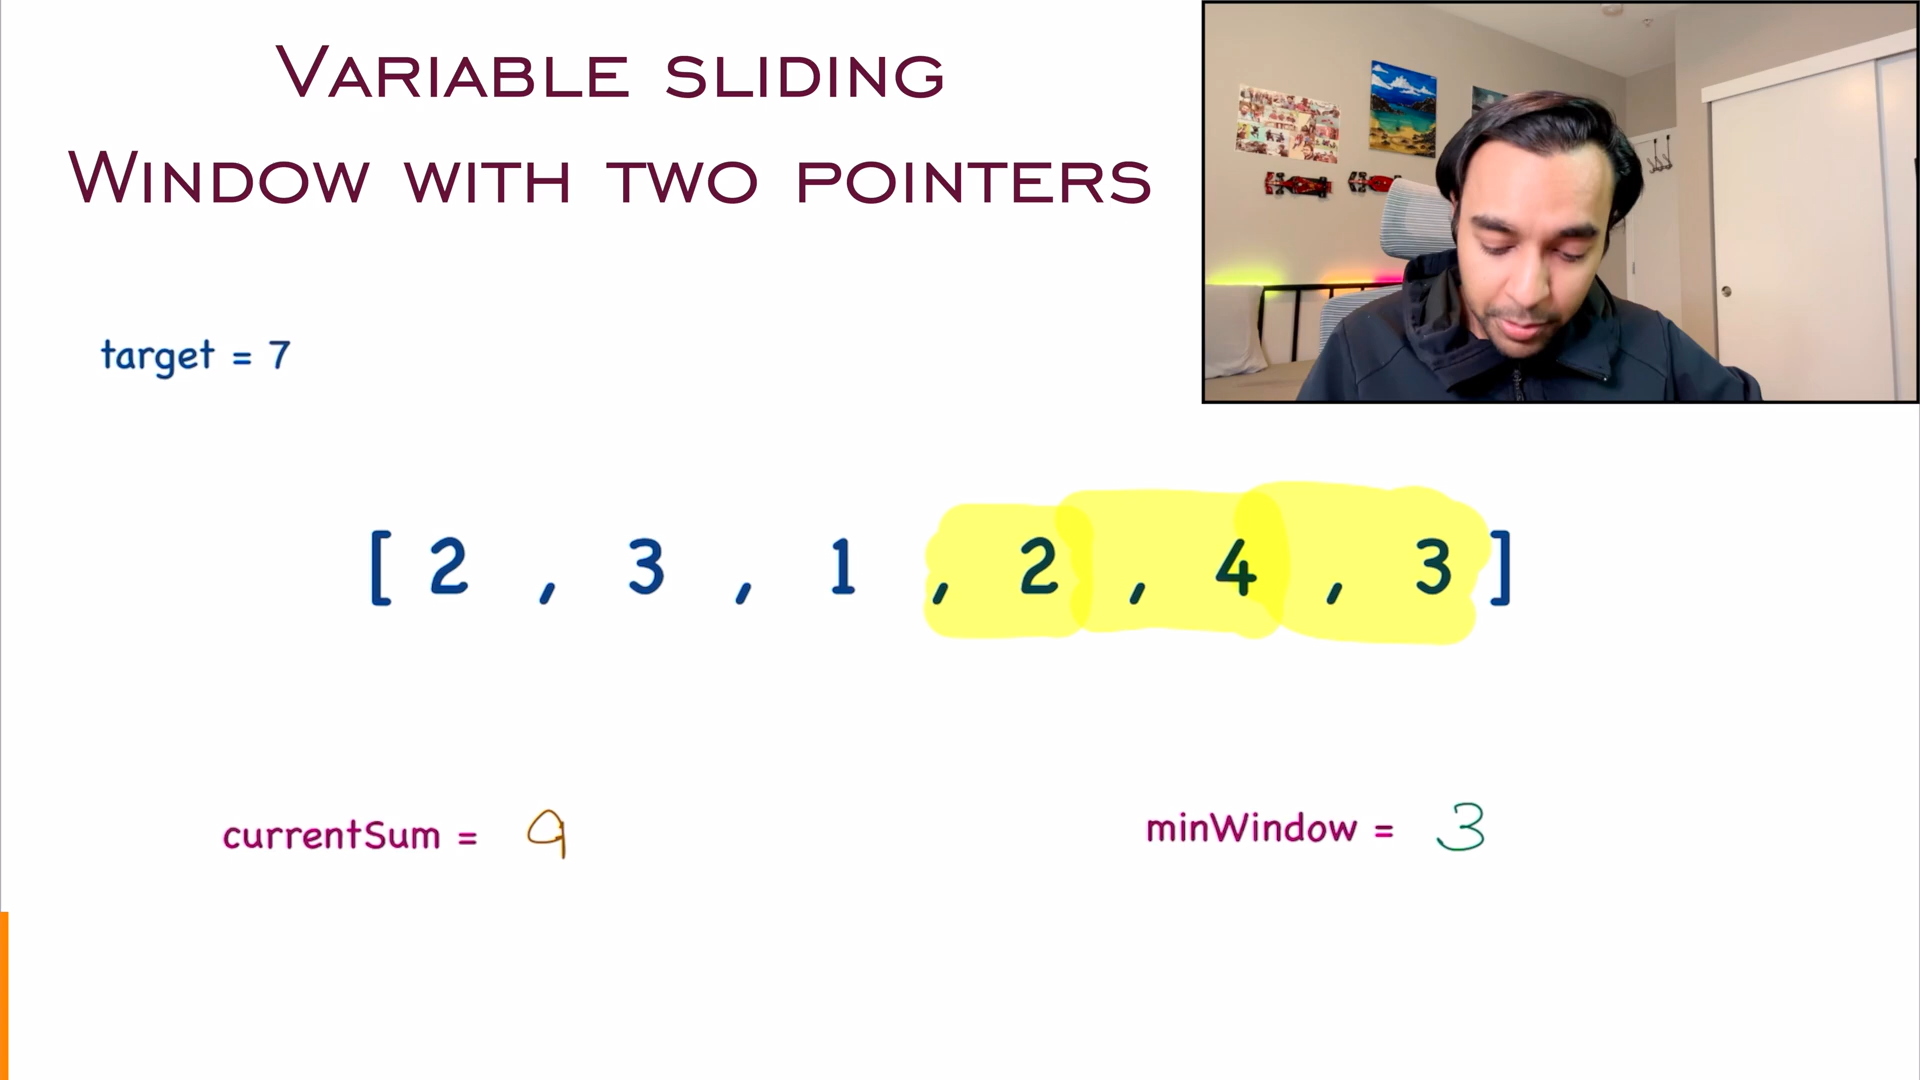 VARIABLE SLIDING
WINDOW WITH TWO POINTERS
target = 7
[ 2 , 3 , 1 , 2 , 4 , 3 ]
currentSum = 9
minWindow = 3